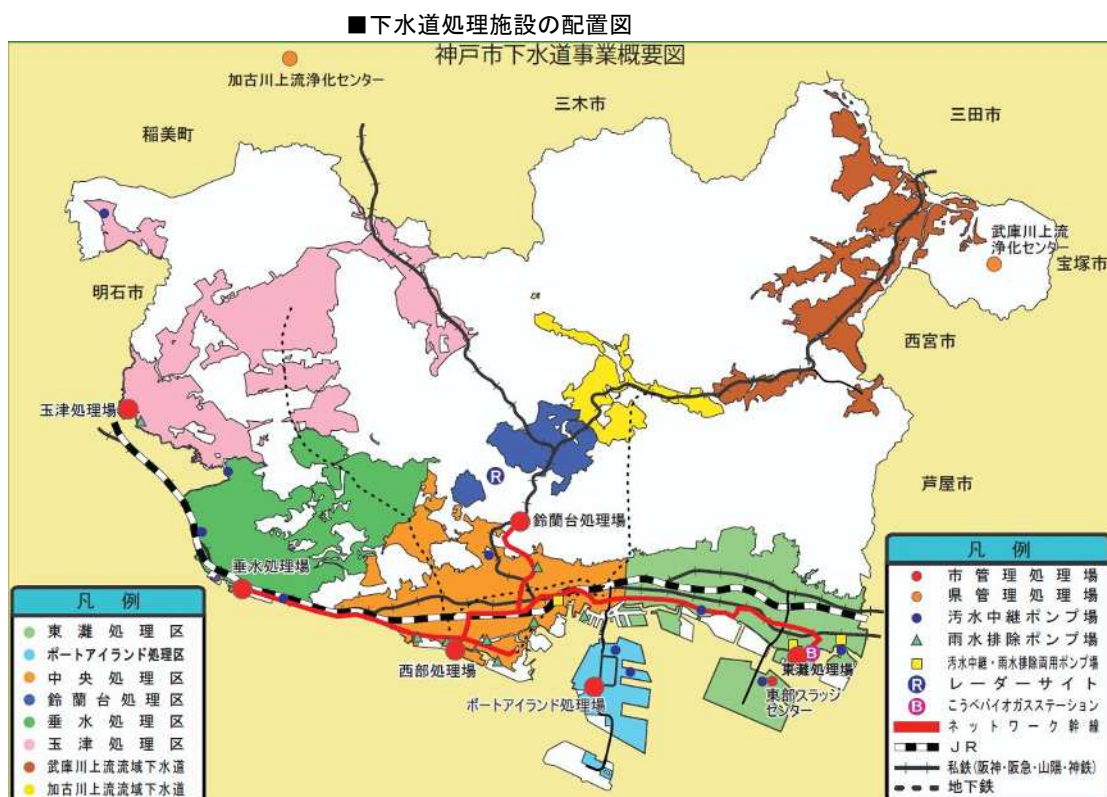 ■下水道処理施設の配置図
神戸市下水道事業概要図
加古川上流浄化センター
三木市
三田市
稲美町
武庫川上流
浄化センター
宝塚市
明石市
西宮市
玉津処理場
芦屋市
R
鈴蘭台処理場
垂水処理場
西部処理場
B
東灘処理場
東部スラッジ
センター
ポートアイランド処理場
凡例
東灘処理区
ポートアイランド処理区
中央処理区
鈴蘭台処理区
垂水処理区
玉津処理区
武庫川上流流域下水道
加古川上流流域下水道
凡例
市管理処理場
県管理処理場
汚水中継ポンプ場
雨水排除ポンプ場
汚水中継・雨水排除両用ポンプ場
R レーダーサイト
B こうべバイオガスステーション
ネットワーク幹線
JR
私鉄(阪神・阪急・山陽・神鉄)
地下鉄